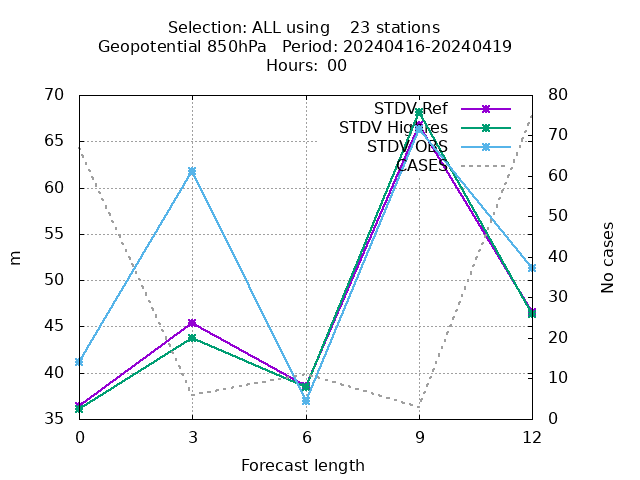 Selection: ALL using    23 stations
Geopotential 850hPa   Period: 20240416-20240419
Hours: 00
70
65
60
55
50
45
40
35
m
80
70
60
50
40
30
20
10
0
No cases
STDV Ref
STDV Highres
STDV OBS
CASES
0
3
6
9
12
Forecast length